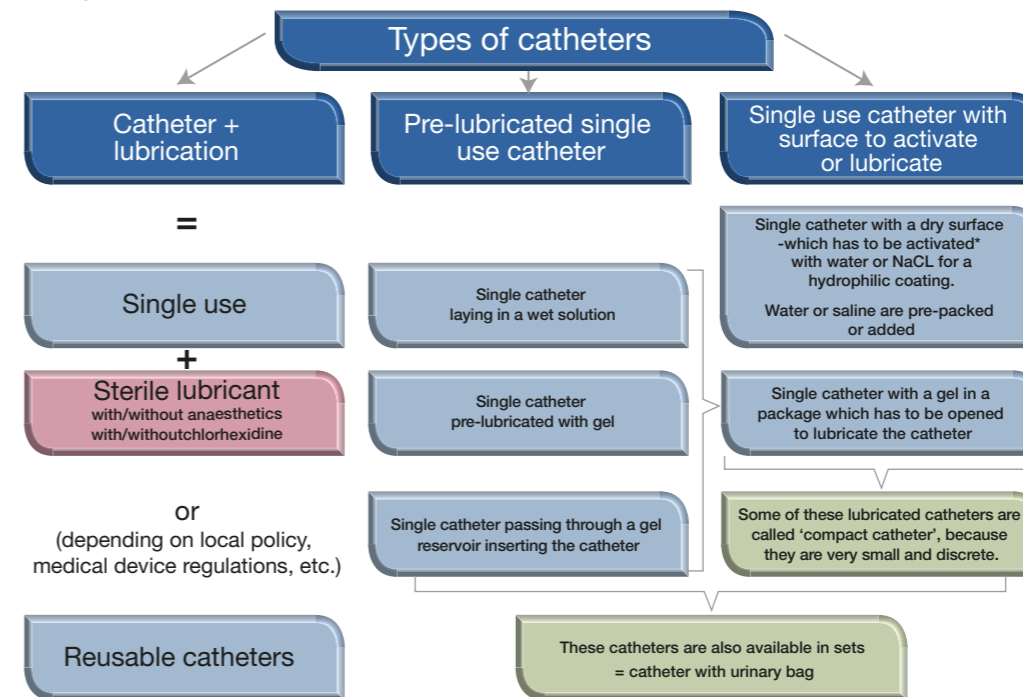 Types of catheters
Catheter +
lubrication
=
Single use
+
Sterile lubricant
with/without anaesthetics
with/withoutchlorhexidine
or
(depending on local policy,
medical device regulations, etc.)
Reusable catheters
Pre-lubricated single
use catheter
Single catheter
laying in a wet solution
Single catheter
pre-lubricated with gel
Single catheter passing through a gel
reservoir inserting the catheter
Single use catheter with
surface to activate
or lubricate
Single catheter with a dry surface
-which has to be activated*
with water or NaCL for a
hydrophilic coating.
Water or saline are pre-packed
or added
Single catheter with a gel in a
package which has to be opened
to lubricate the catheter
Some of these lubricated catheters are
called ‘compact catheter’, because
they are very small and discrete.
These catheters are also available in sets
= catheter with urinary bag